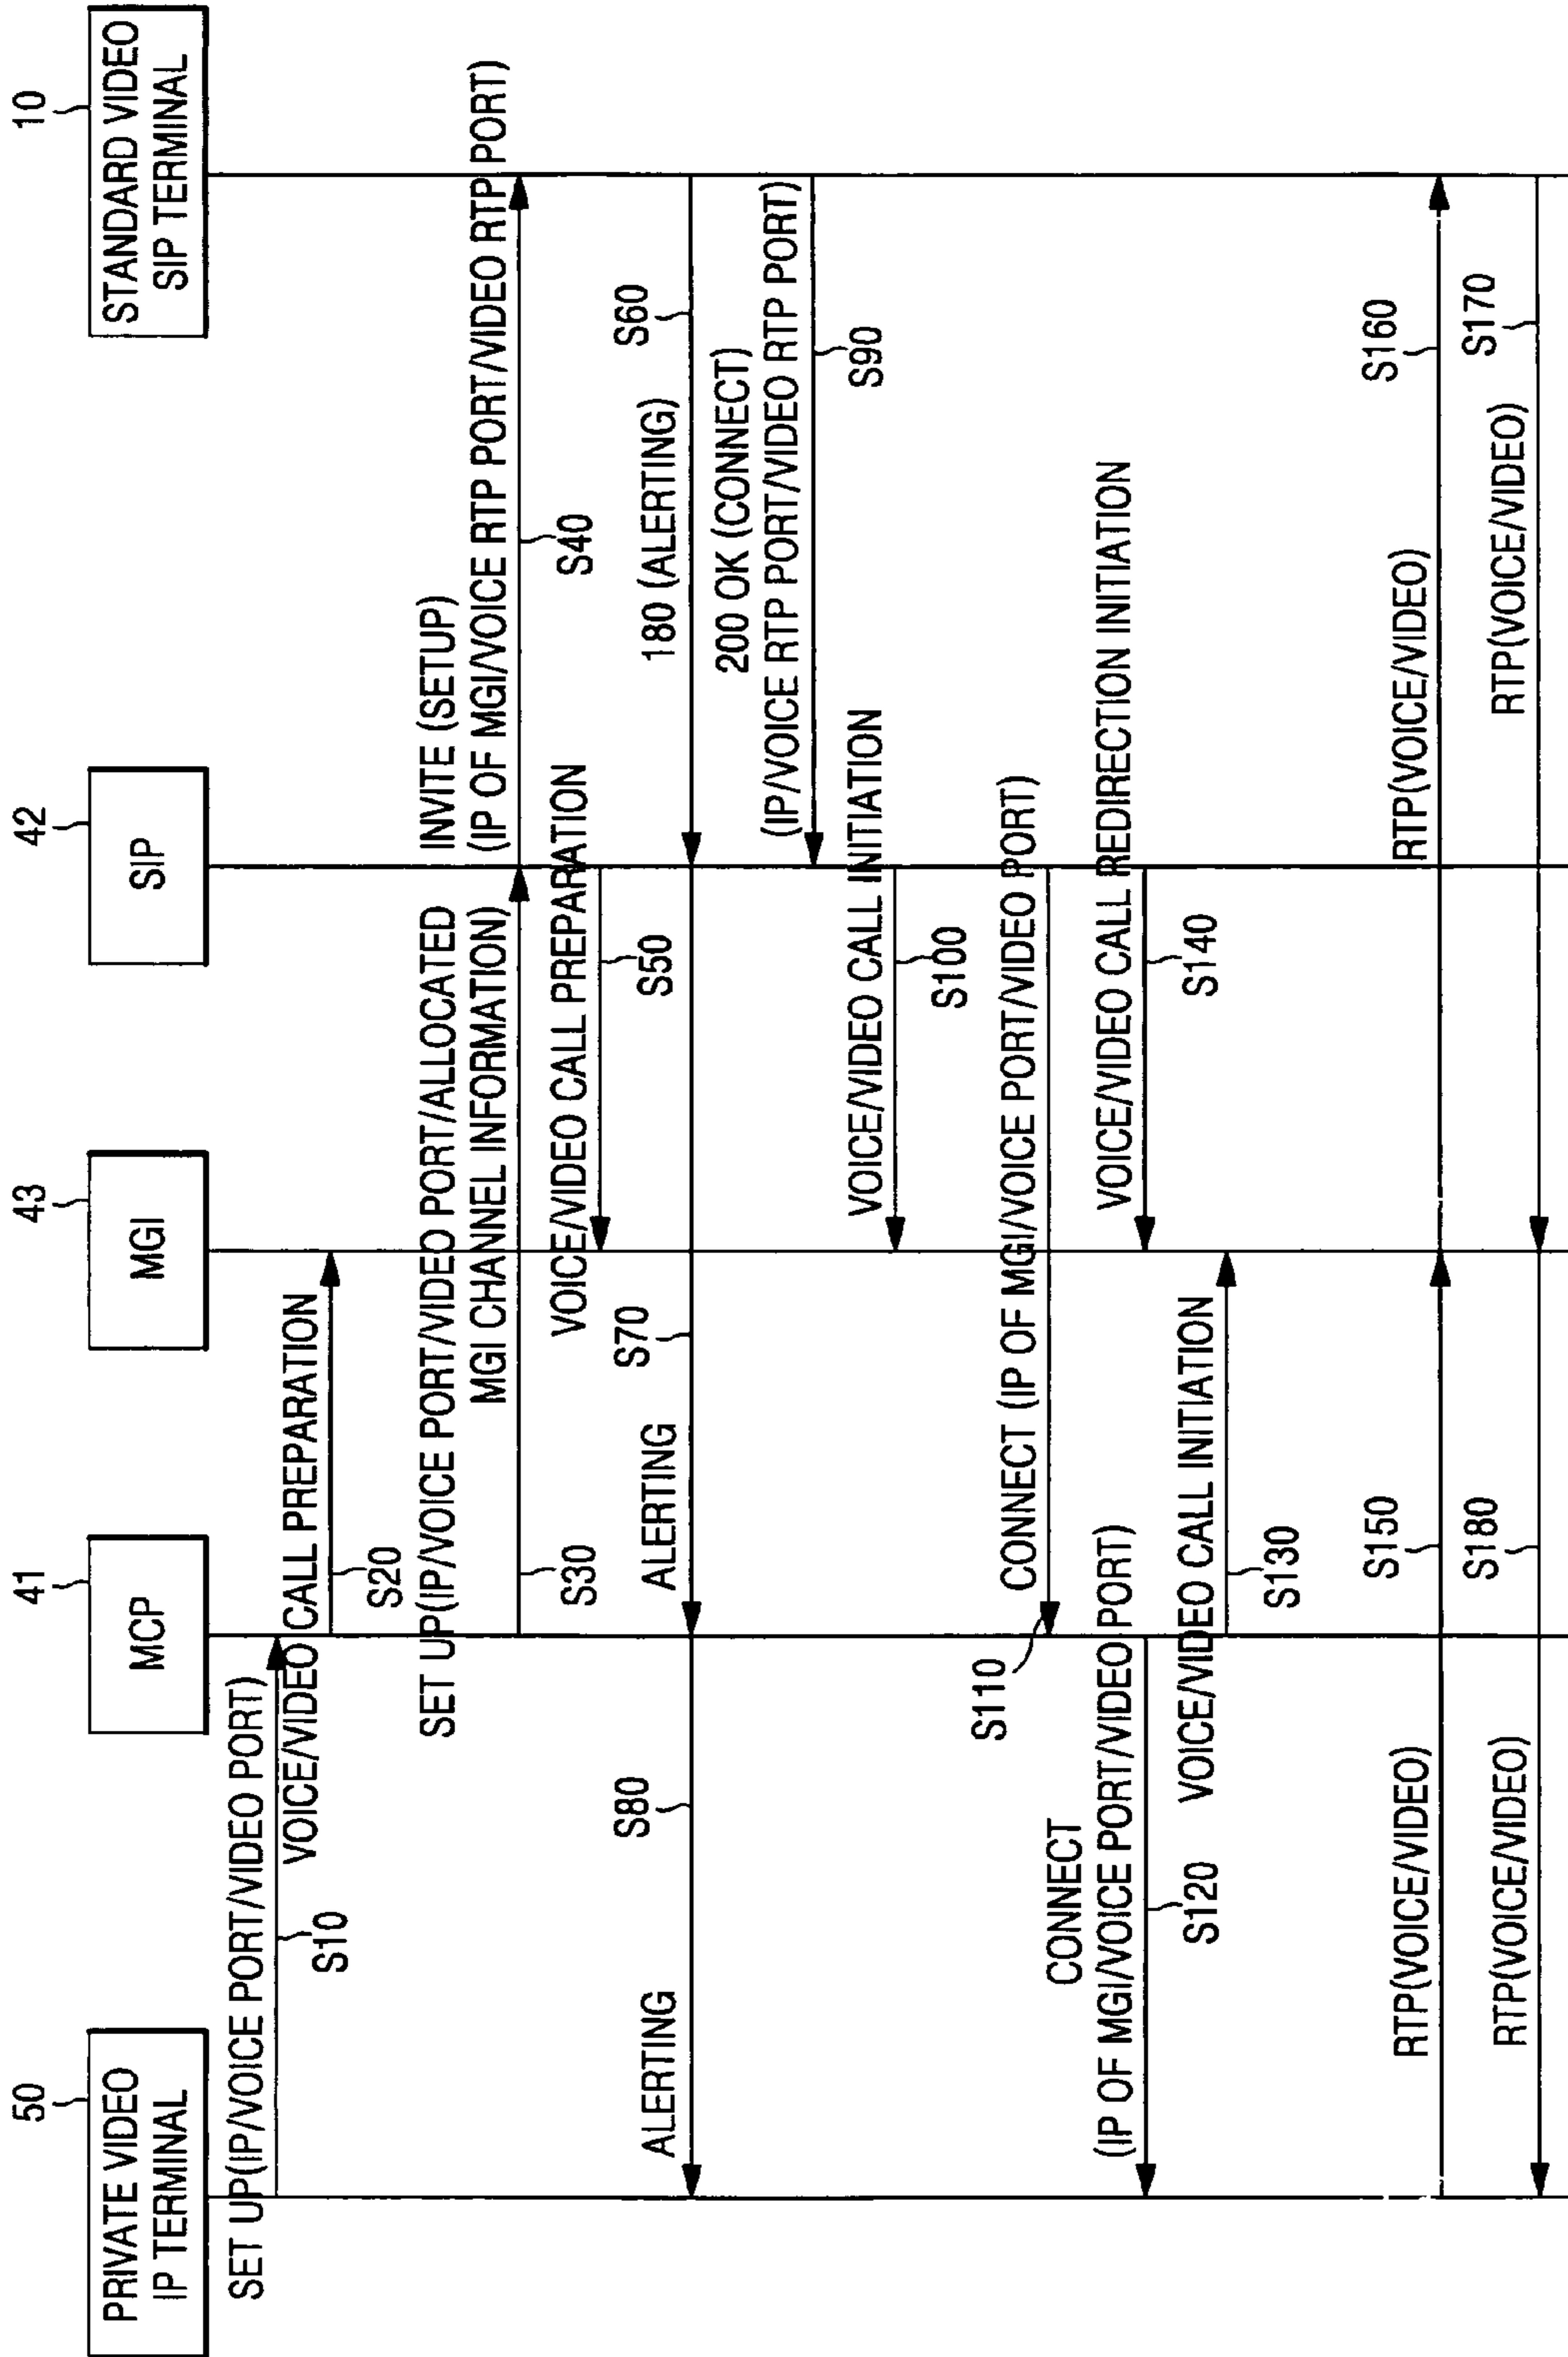 50
PRIVATE VIDEO
IP TERMINAL
41
MCP
43
MGI
42
SIP
10
STANDARD VIDEO
SIP TERMINAL
SET UP(IP/VOICE PORT/VIDEO PORT)
S10
VOICE/VIDEO CALL PREPARATION
S20
SET UP(IP/VOICE PORT/VIDEO PORT/ALLOCATED
MGI CHANNEL INFORMATION)
S30
INVITE (SETUP)
(IP OF MGI/VOICE RTP PORT/VIDEO RTP PORT)
S40
VOICE/VIDEO CALL PREPARATION
S50
180 (ALERTING)
S60
ALERTING
S70
ALERTING
S80
200 OK (CONNECT)
(IP/VOICE RTP PORT/VIDEO RTP PORT)
S90
VOICE/VIDEO CALL INITIATION
S100
CONNECT (IP OF MGI/VOICE PORT/VIDEO PORT)
S110
CONNECT
(IP OF MGI/VOICE PORT/VIDEO PORT)
S120
VOICE/VIDEO CALL REDIRECTION INITIATION
S140
VOICE/VIDEO CALL INITIATION
S130
RTP(VOICE/VIDEO)
S150
RTP(VOICE/VIDEO)
S160
RTP(VOICE/VIDEO)
S180
RTP(VOICE/VIDEO)
S170